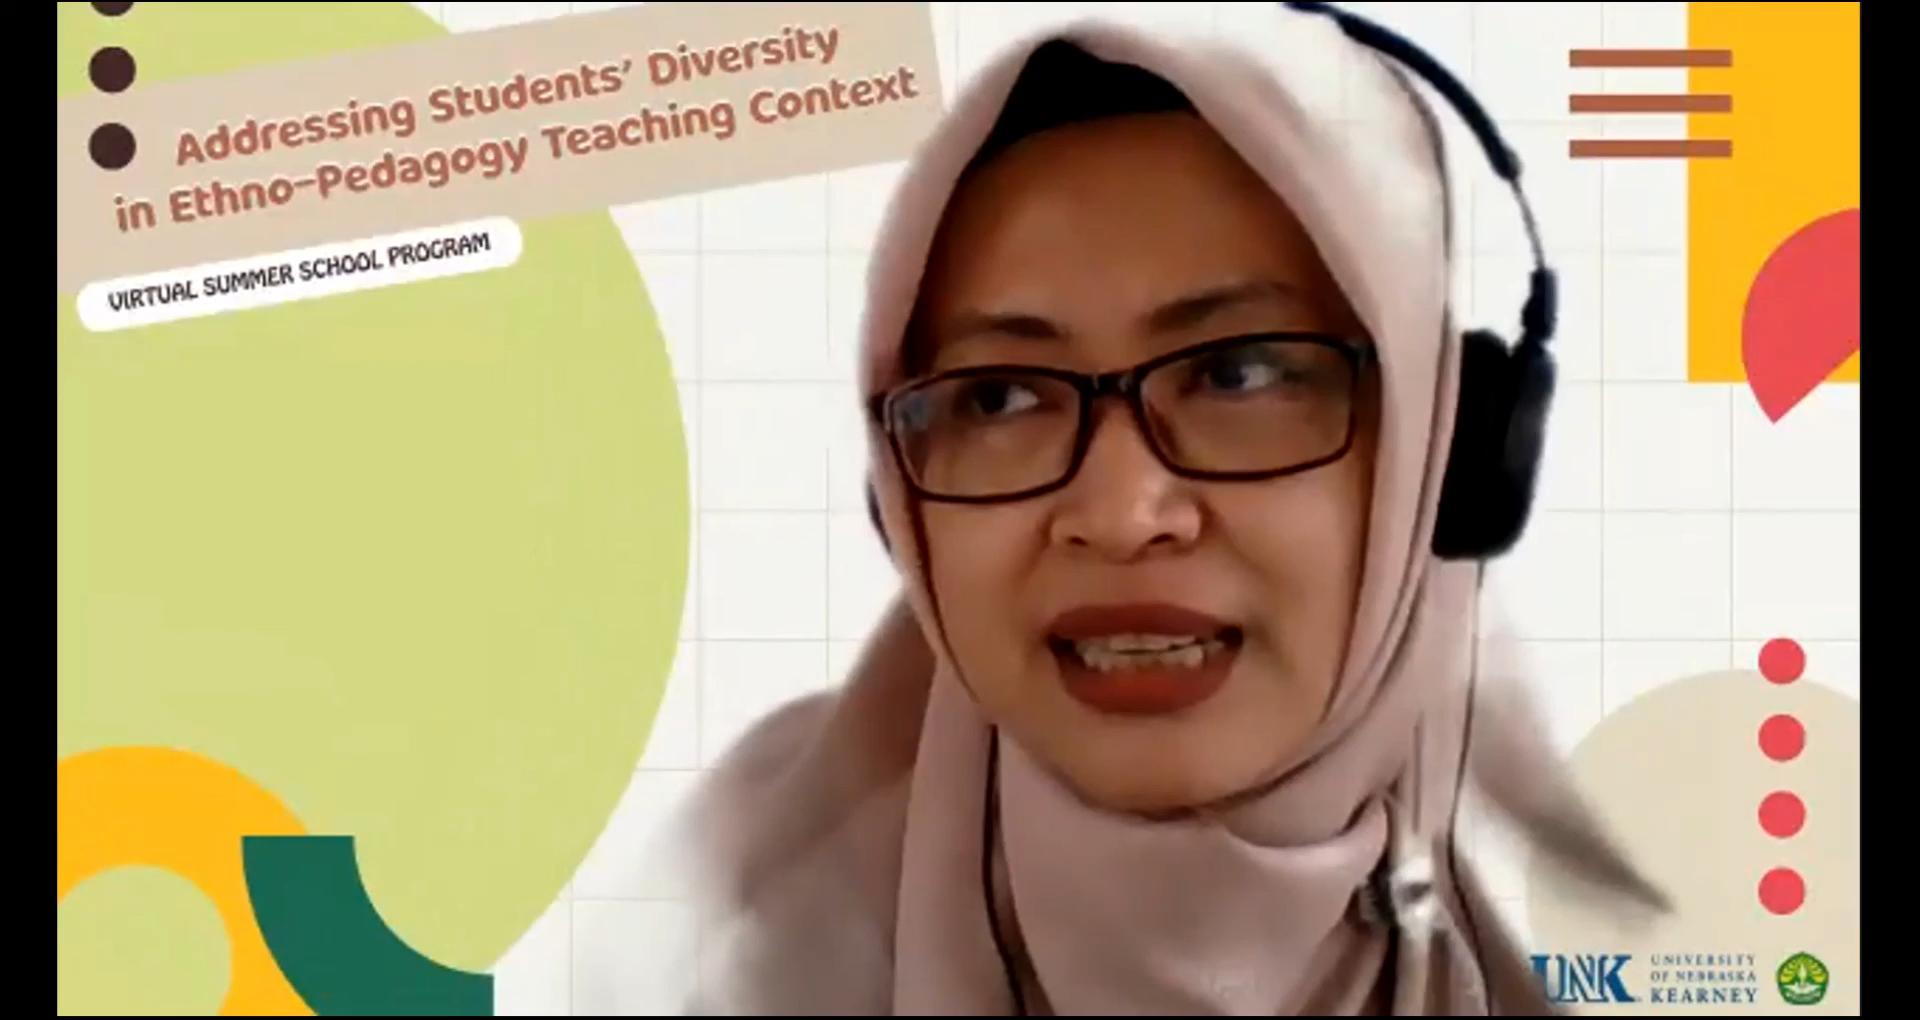 Addressing Students' Diversity
in Ethno-Pedagogy Teaching Context
VIRTUAL SUMMER SCHOOL PROGRAM
UNK
UNIVERSITY
OF NEBRASKA
KEARNEY